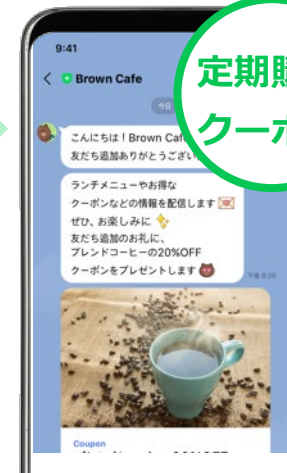 9:41
Brown Cafe
定期
クーポ
今日
こんにちは！Brown Caf
友だち追加ありがとうござい
ランチメニューやお得な
クーポンなどの情報を配信します
ぜひ、お楽しみに
友だち追加のお礼に、
ブレンドコーヒーの20%OFF
クーポンをプレゼントします
Coupon